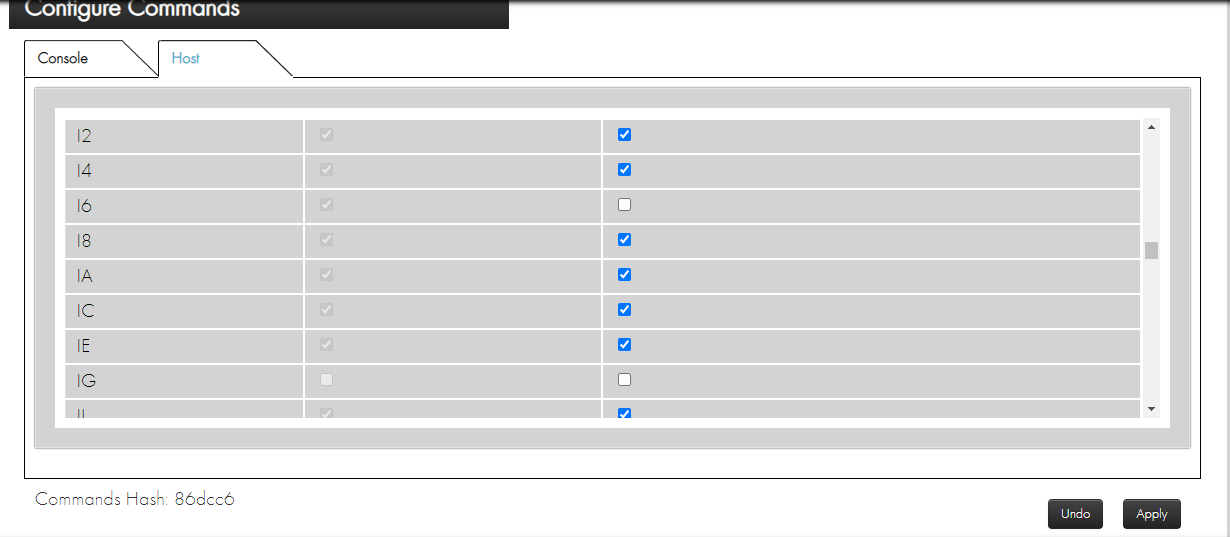 Configure Commands
Console
Host
I2
I4
I6
I8
IA
IC
IE
IG
Commands Hash: 86dcc6
Undo
Apply